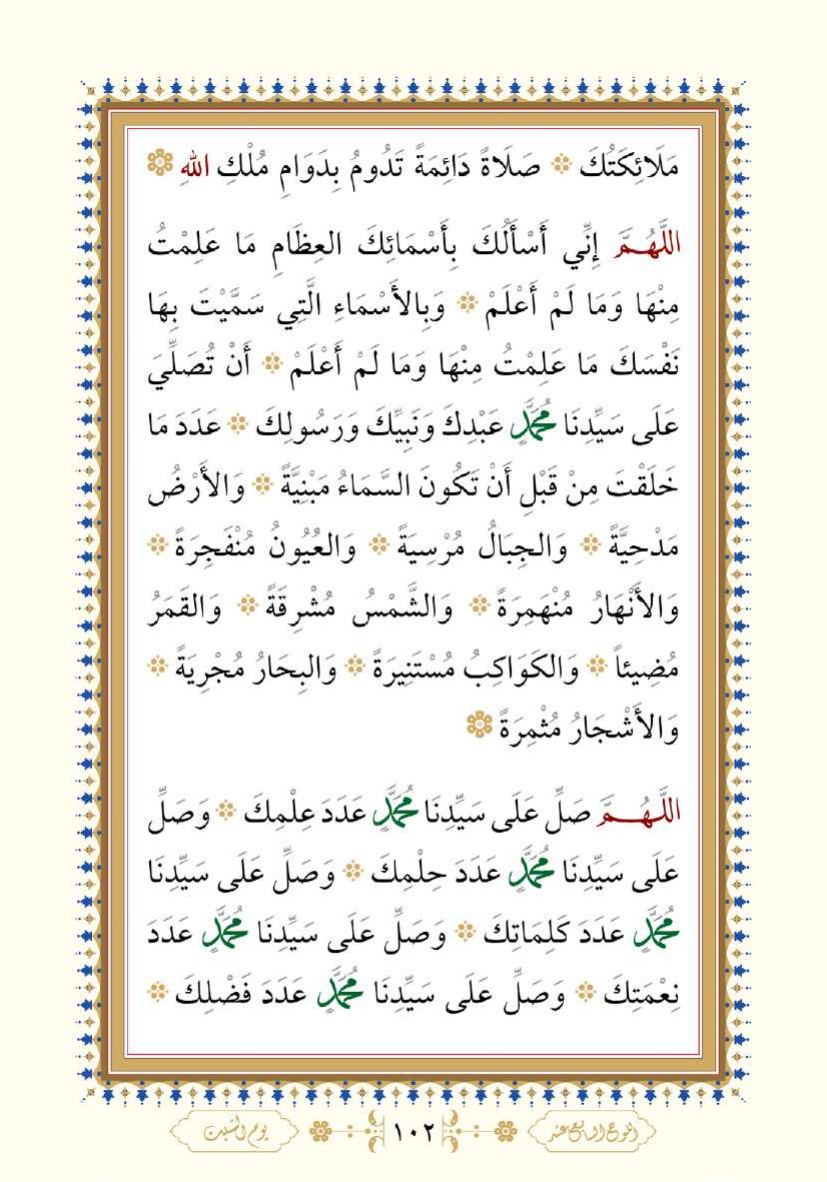 مَلَائِكَتُكَ ۞ صَلَاةً دَائِمَةً تَدُومُ بِدَوَامِ مُلْكِ اللهِ ۞
اللَّهُمَّ إِنِّي أَسْأَلُكَ بِأَسْمَائِكَ العِظَامِ مَا عَلِمْتُ
مِنْهَا وَمَا لَمْ أَعْلَمْ ۞ وَبِالأَسْمَاءِ الَّتِي سَمَّيْتَ بِهَا
نَفْسَكَ مَا عَلِمْتُ مِنْهَا وَمَا لَمْ أَعْلَمْ ۞ أَنْ تُصَلِّيَ
عَلَى سَيِّدِنَا مُحَمَّدٍ عَبْدِكَ وَنَبِيِّكَ وَرَسُولِكَ ۞ عَدَدَ مَا
خَلَقْتَ مِنْ قَبْلِ أَنْ تَكُونَ السَّمَاءُ مَبْنِيَّةً ۞ وَالأَرْضُ
مَدْحِيَّةً ۞ وَالجِبَالُ مُرْسِيَةً ۞ وَالعُيُونُ مُنْفَجِرَةً ۞
وَالأَنْهَارُ مُنْهَمِرَةً ۞ وَالشَّمْسُ مُشْرِقَةً ۞ وَالقَمَرُ
مُضِيئاً ۞ وَالكَوَاكِبُ مُسْتَنِيرَةً ۞ وَالبِحَارُ مُجْرِيَةً ۞
وَالأَشْجَارُ مُثْمِرَةً ۞
اللَّهُمَّ صَلِّ عَلَى سَيِّدِنَا مُحَمَّدٍ عَدَدَ عِلْمِكَ ۞ وَصَلِّ
عَلَى سَيِّدِنَا مُحَمَّدٍ عَدَدَ حِلْمِكَ ۞ وَصَلِّ عَلَى سَيِّدِنَا
مُحَمَّدٍ عَدَدَ كَلِمَاتِكَ ۞ وَصَلِّ عَلَى سَيِّدِنَا مُحَمَّدٍ عَدَدَ
نِعْمَتِكَ ۞ وَصَلِّ عَلَى سَيِّدِنَا مُحَمَّدٍ عَدَدَ فَضْلِكَ ۞
الموج السابع عشر ١٠٢ يوم السبت